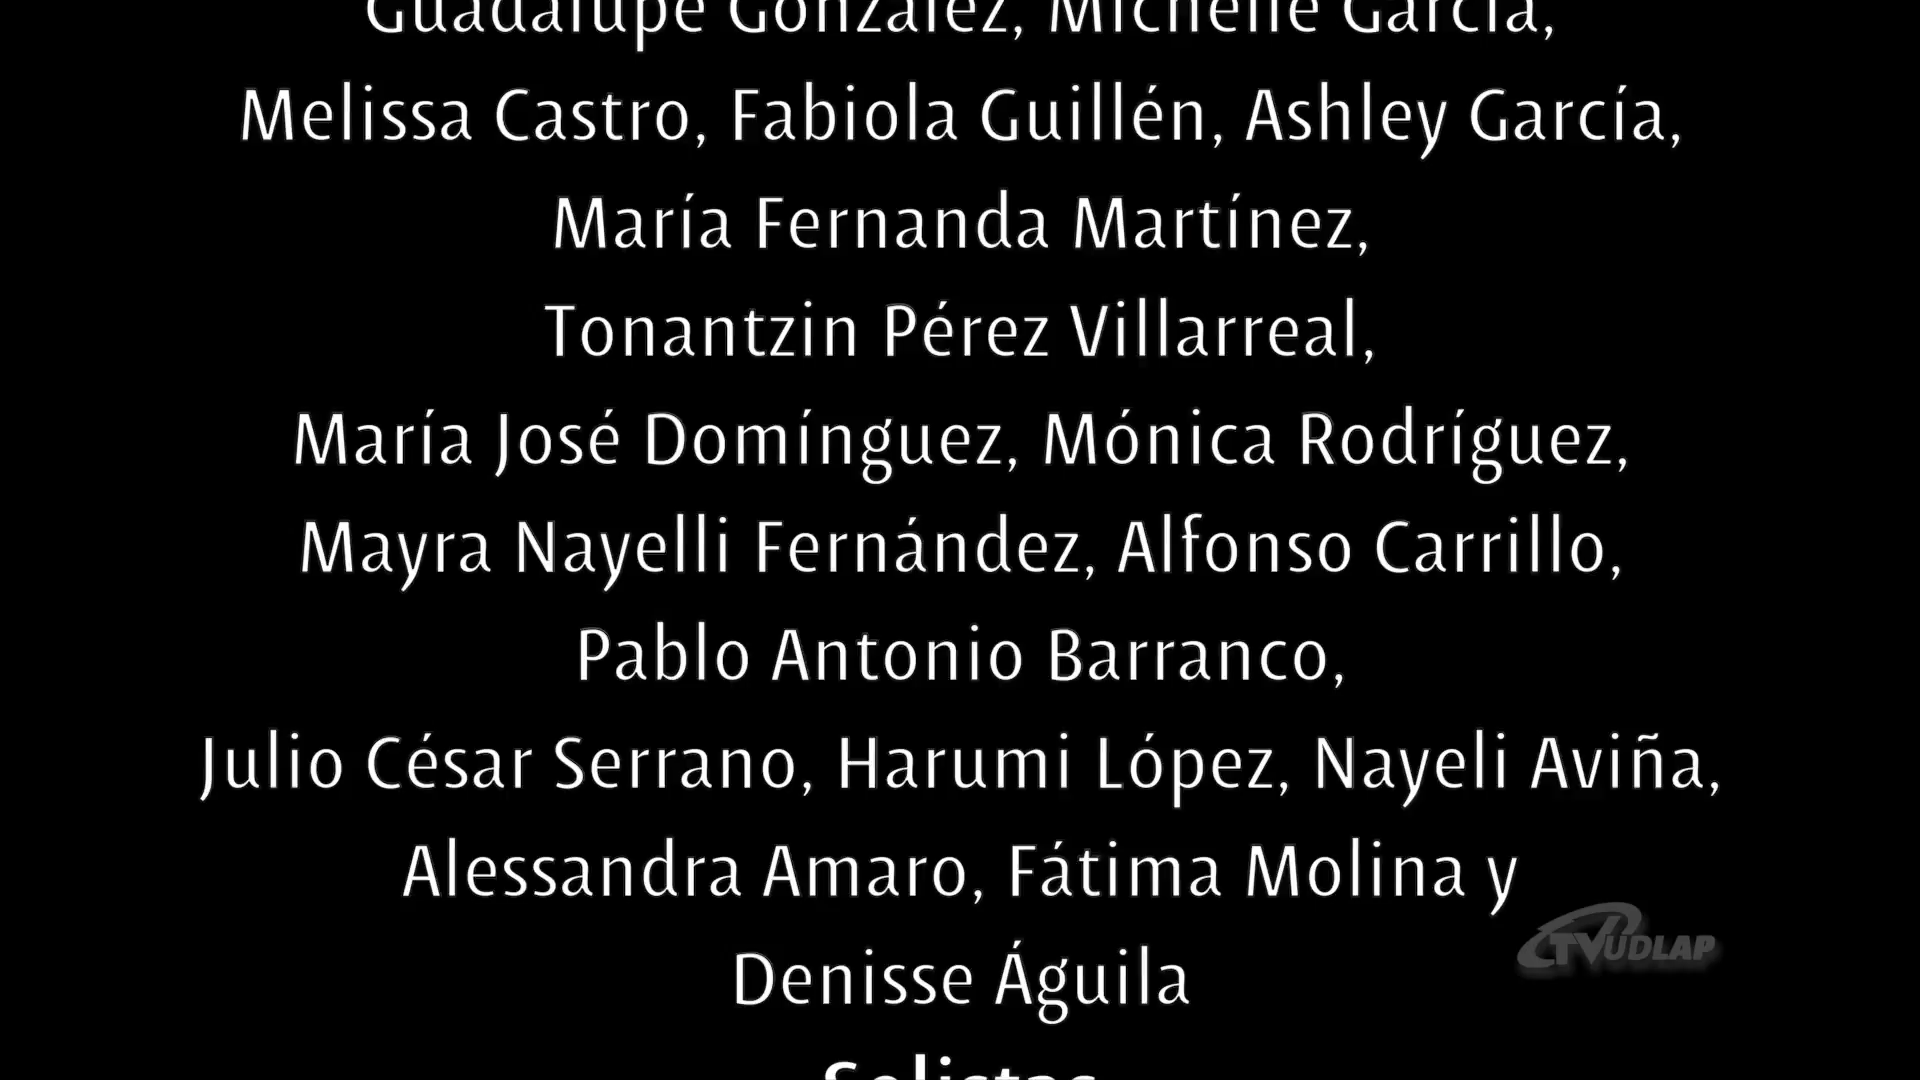 Guadalupe González, Michelle García,
Melissa Castro, Fabiola Guillén, Ashley García,
María Fernanda Martínez,
Tonantzin Pérez Villarreal,
María José Domínguez, Mónica Rodríguez,
Mayra Nayelli Fernández, Alfonso Carrillo,
Pablo Antonio Barranco,
Julio César Serrano, Harumi López, Nayeli Aviña,
Alessandra Amaro, Fátima Molina y
TVUDLAP
Denisse Águila
Solistas